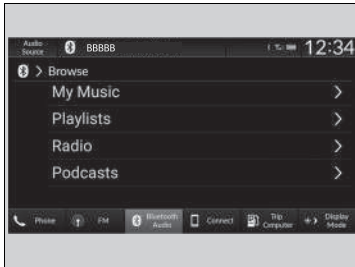 Audio
Source
BBBBB
12:34
> Browse
My Music
Playlists
Radio
Podcasts
Phone
FM
Bluetooth
Audio
Connect
Trip
Computer
Display
Mode